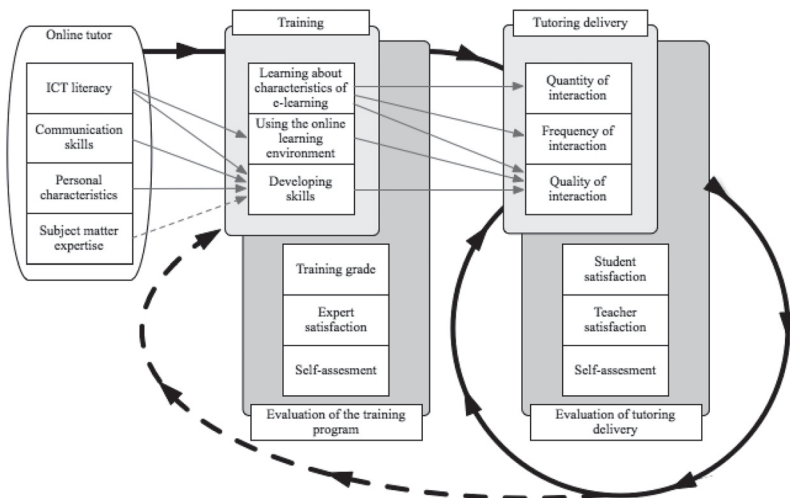 Online tutor
ICT literacy
Communication
skills
Personal
characteristics
Subject matter
expertise
Training
Learning about
characteristics of
e-learning
Using the online
learning
environment
Developing
skills
Training grade
Expert
satisfaction
Self-assesment
Evaluation of the training
program
Tutoring delivery
Quantity of
interaction
Frequency of
interaction
Quality of
interaction
Student
satisfaction
Teacher
satisfaction
Self-assesment
Evaluation of tutoring
delivery